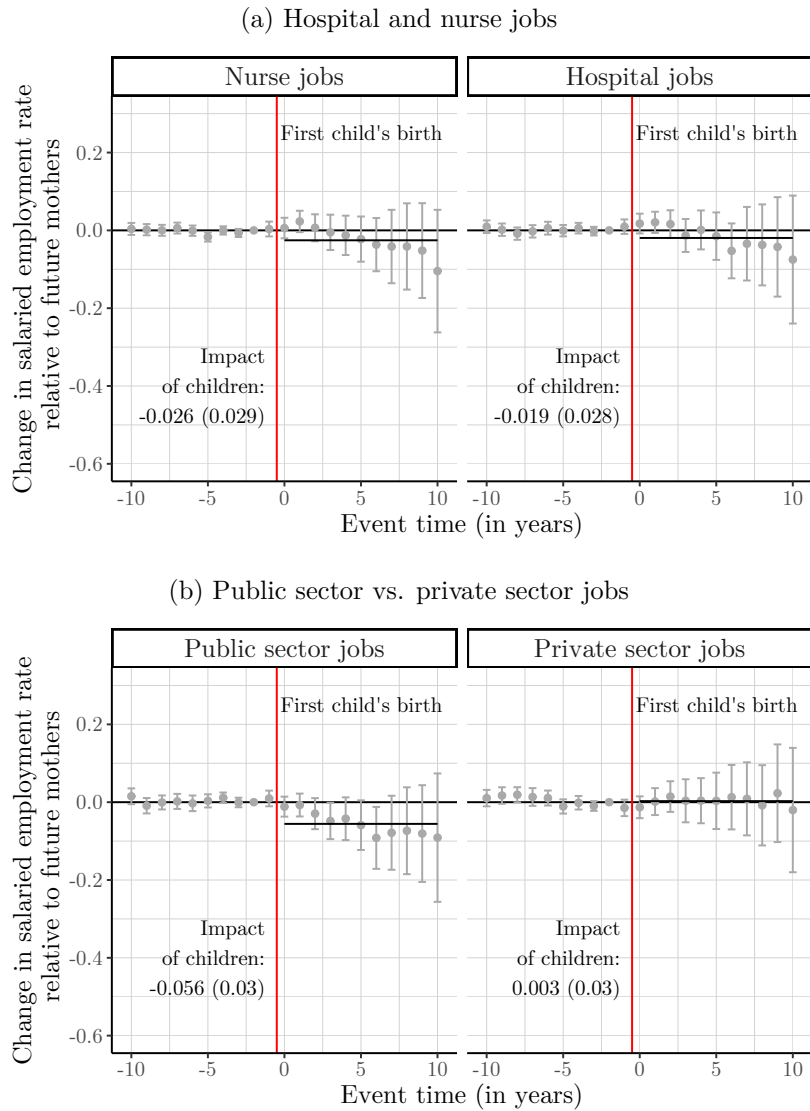 (a) Hospital and nurse jobs
Nurse jobs
Hospital jobs
Change in salaried employment rate
relative to future mothers
0.2
0.0
-0.2
-0.4
-0.6
First child's birth
Impact
of children:
-0.026 (0.029)
First child's birth
Impact
of children:
-0.019 (0.028)
-10 -5 0 5 10
-10 -5 0 5 10
Event time (in years)
(b) Public sector vs. private sector jobs
Public sector jobs
Private sector jobs
Change in salaried employment rate
relative to future mothers
0.2
0.0
-0.2
-0.4
-0.6
First child's birth
Impact
of children:
-0.056 (0.03)
First child's birth
Impact
of children:
0.003 (0.03)
-10 -5 0 5 10
-10 -5 0 5 10
Event time (in years)